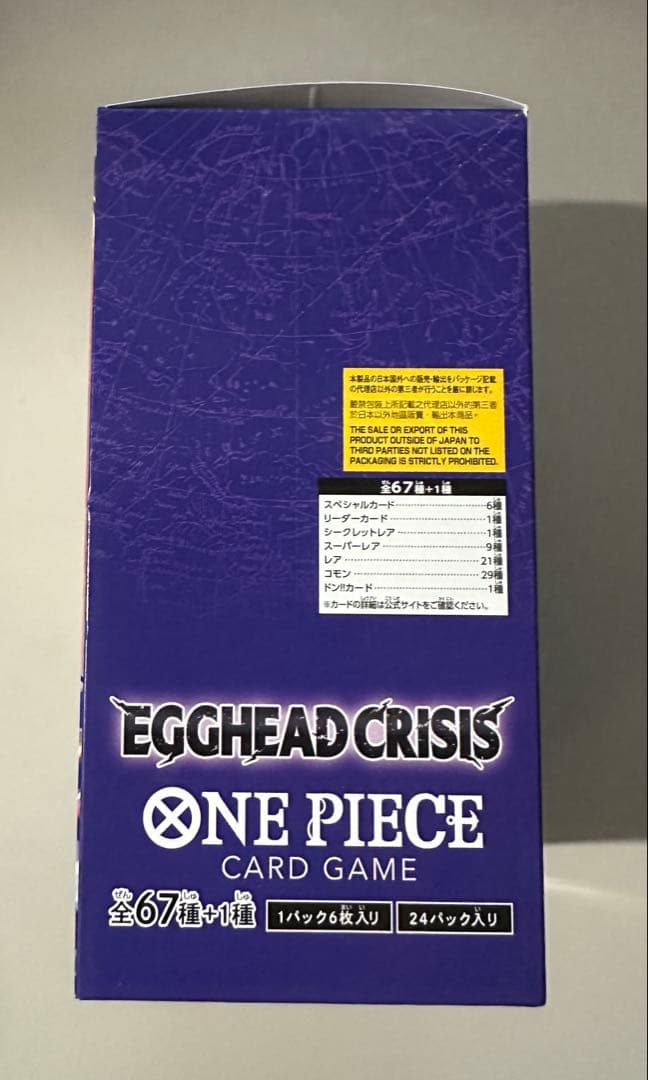 本製品の日本国外への販売・輸出をパッケージ記載
の代理店以外の第三者が行うことを厳に禁じます。
嚴禁包裝上所記載之代理店以外的第三者
於日本以外地區販賣・輸出本商品。
THE SALE OR EXPORT OF THIS
PRODUCT OUTSIDE OF JAPAN TO
THIRD PARTIES NOT LISTED ON THE
PACKAGING IS STRICTLY PROHIBITED.
全67種+1種
スペシャルカード 6種
リーダーカード 1種
シークレットレア 1種
スーパーレア 9種
レア 21種
コモン 29種
ドン!!カード 1種
※カードの詳細は公式サイトをご確認ください。
EGGHEAD CRISIS
ONE PIECE
CARD GAME
全67種+1種 1パック6枚入り 24パック入り